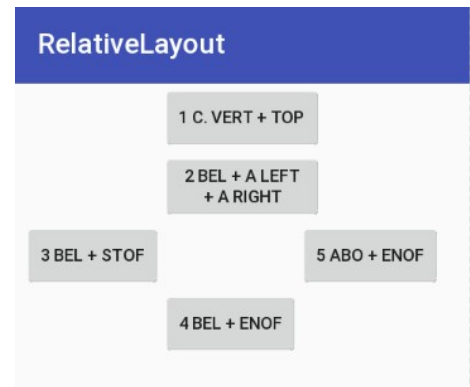 RelativeLayout
1 C. VERT + TOP
2 BEL + A LEFT
+ A RIGHT
3 BEL + STOF
5 ABO + ENOF
4 BEL + ENOF